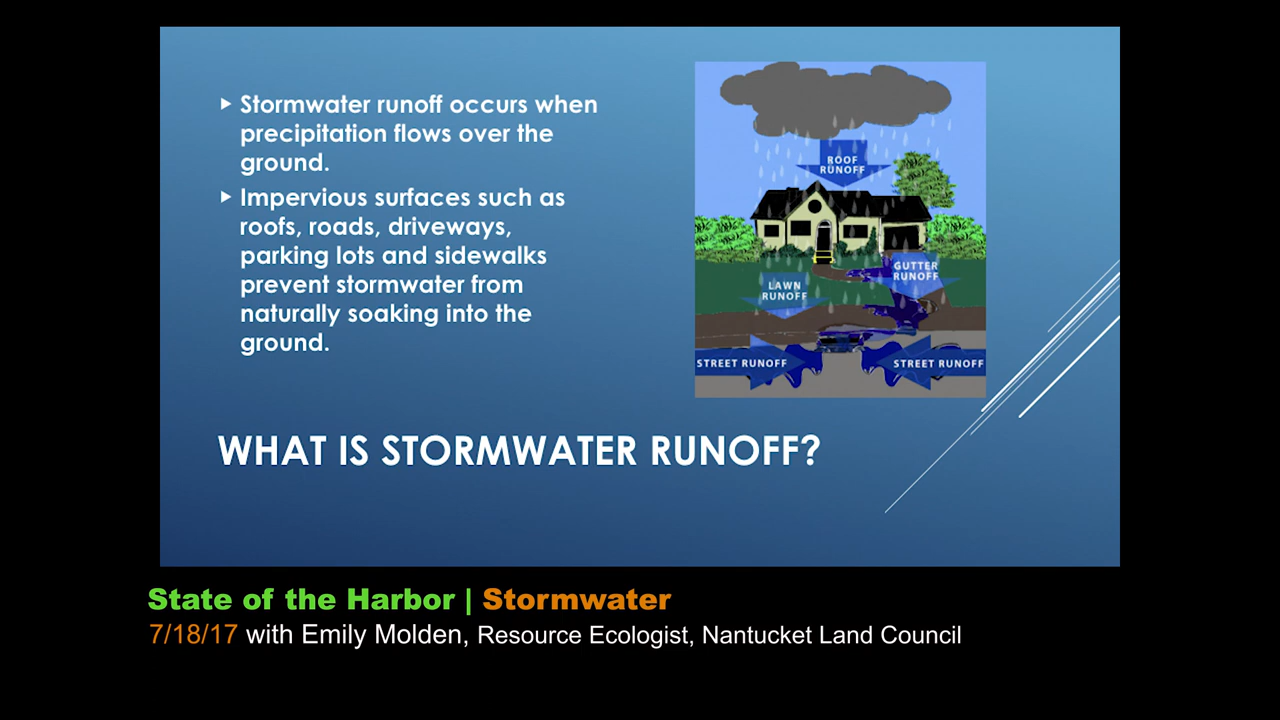 Stormwater runoff occurs when
precipitation flows over the
ground.
Impervious surfaces such as
roofs, roads, driveways,
parking lots and sidewalks
prevent stormwater from
naturally soaking into the
ground.
ROOF
RUNOFF
GUTTER
RUNOFF
LAWN
RUNOFF
STREET RUNOFF
STREET RUNOFF
WHAT IS STORMWATER RUNOFF?
State of the Harbor | Stormwater
7/18/17 with Emily Molden, Resource Ecologist, Nantucket Land Council